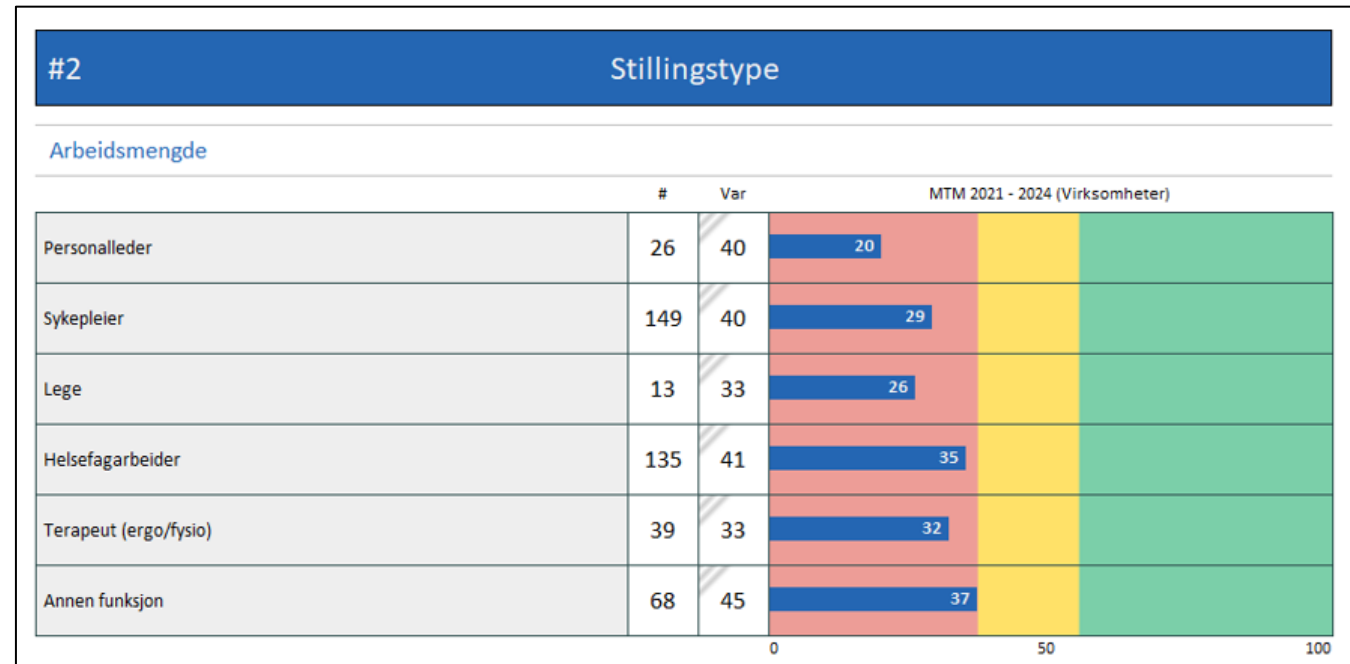 #2 Stillingstype
Arbeidsmengde
# Var MTM 2021 - 2024 (Virksomheter)
Personalleder 26 40 20
Sykepleier 149 40 29
Lege 13 33 26
Helsefagarbeider 135 41 35
Terapeut (ergo/fysio) 39 33 32
Annen funksjon 68 45 37
0 50 100